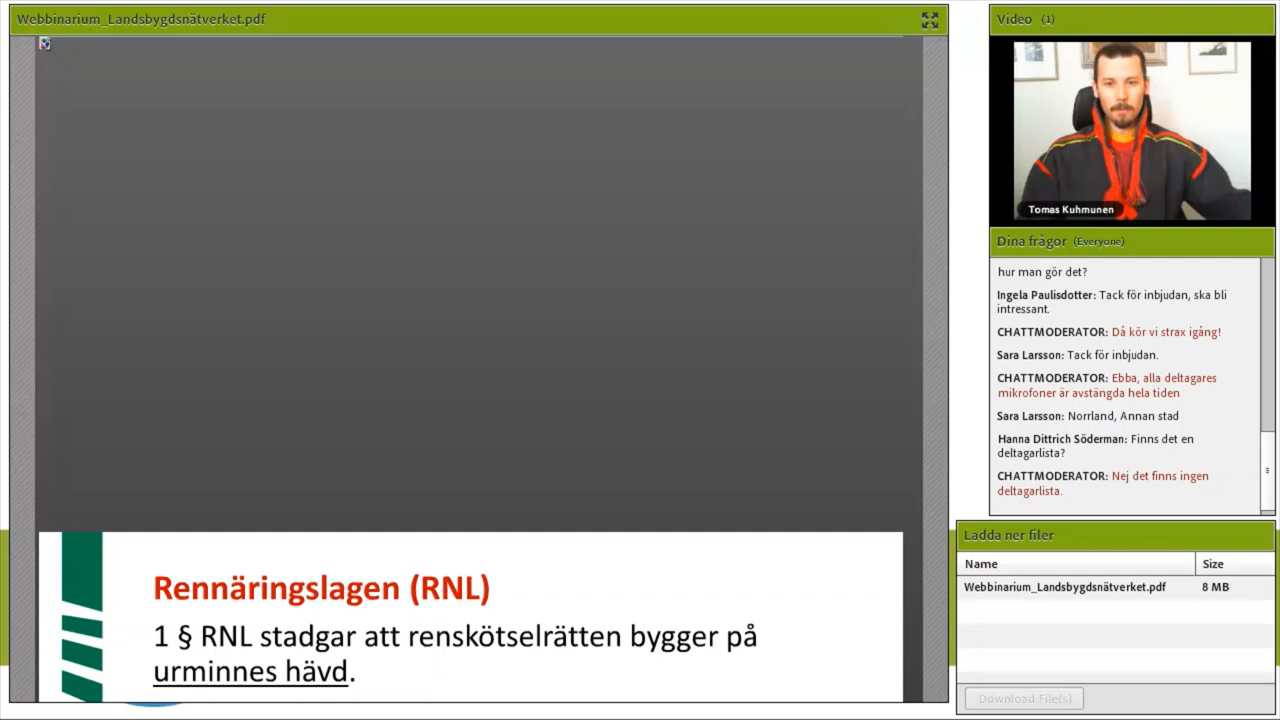 Webbinarium_Landsbygdsnätverket.pdf
Rennäringslagen (RNL)
1 § RNL stadgar att renskötselrätten bygger på
urminnes hävd.
Video (1)
Tomas Kuhmunen
Dina frågor (Everyone)
hur man gör det?
Ingela Paulisdotter: Tack för inbjudan, ska bli
intressant.
CHATTMODERATOR: Då kör vi strax igång!
Sara Larsson: Tack för inbjudan.
CHATTMODERATOR: Ebba, alla deltagares
mikrofoner är avstängda hela tiden
Sara Larsson: Norrland, Annan stad
Hanna Dittrich Söderman: Finns det en
deltagarlista?
CHATTMODERATOR: Nej det finns ingen
deltagarlista.
Ladda ner filer
Name Size
Webbinarium_Landsbygdsnätverket.pdf 8 MB
Download File(s)